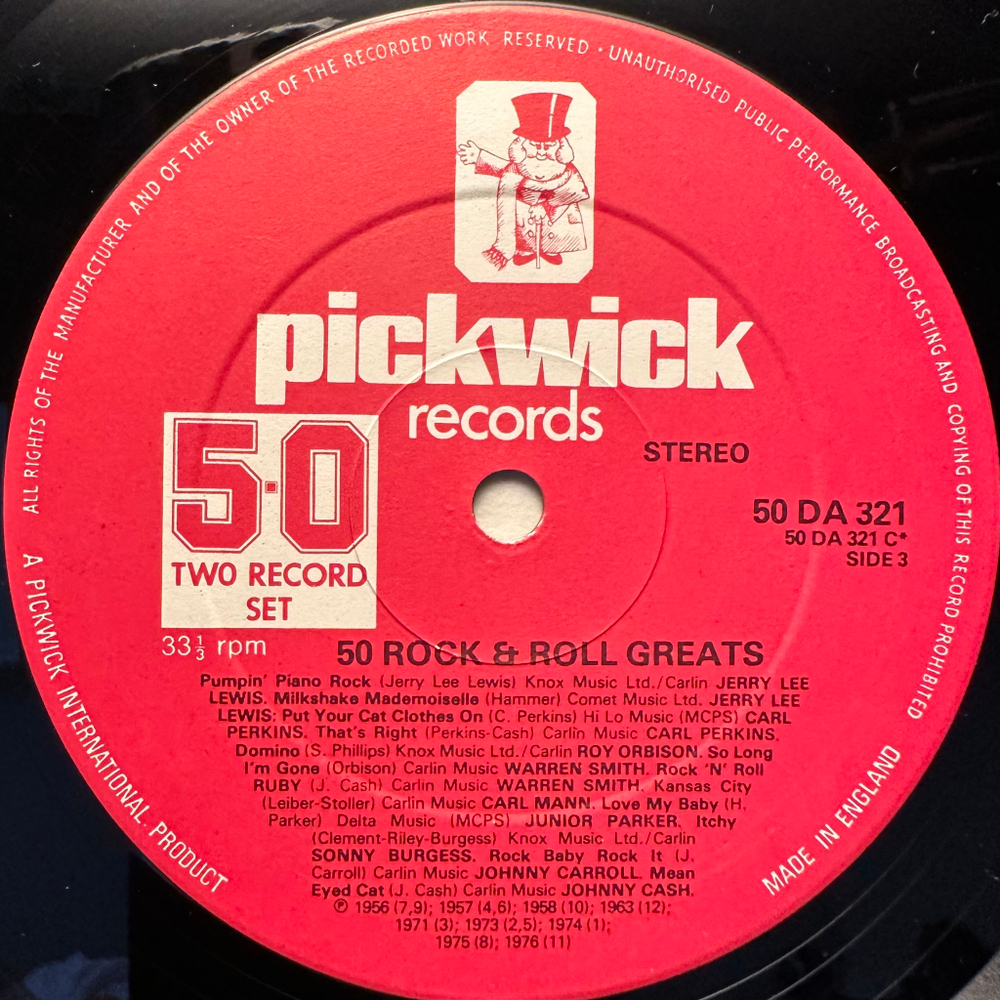 ALL RIGHTS OF THE MANUFACTURER AND OF THE OWNER OF THE RECORDED WORK RESERVED • UNAUTHORISED PUBLIC PERFORMANCE BROADCASTING AND COPYING OF THIS RECORD PROHIBITED
pickwick
records
STEREO
5·0
TWO RECORD
SET
33⅓ rpm
50 DA 321
50 DA 321 C*
SIDE 3
50 ROCK & ROLL GREATS
Pumpin' Piano Rock (Jerry Lee Lewis) Knox Music Ltd./Carlin JERRY LEE
LEWIS. Milkshake Mademoiselle (Hammer) Comet Music Ltd. JERRY LEE
LEWIS: Put Your Cat Clothes On (C. Perkins) Hi Lo Music (MCPS) CARL
PERKINS. That's Right (Perkins-Cash) Carlin Music CARL PERKINS.
Domino (S. Phillips) Knox Music Ltd./Carlin ROY ORBISON. So Long
I'm Gone (Orbison) Carlin Music WARREN SMITH. Rock 'N' Roll
RUBY (J. Cash) Carlin Music WARREN SMITH. Kansas City
(Leiber-Stoller) Carlin Music CARL MANN. Love My Baby (H.
Parker) Delta Music (MCPS) JUNIOR PARKER. Itchy
(Clement-Riley-Burgess) Knox Music Ltd./Carlin
SONNY BURGESS. Rock Baby Rock It (J.
Carroll) Carlin Music JOHNNY CARROLL. Mean
Eyed Cat (J. Cash) Carlin Music JOHNNY CASH.
℗ 1956 (7,9); 1957 (4,6); 1958 (10); 1963 (12);
1971 (3); 1973 (2,5); 1974 (1);
1975 (8); 1976 (11)
A PICKWICK INTERNATIONAL PRODUCT
MADE IN ENGLAND